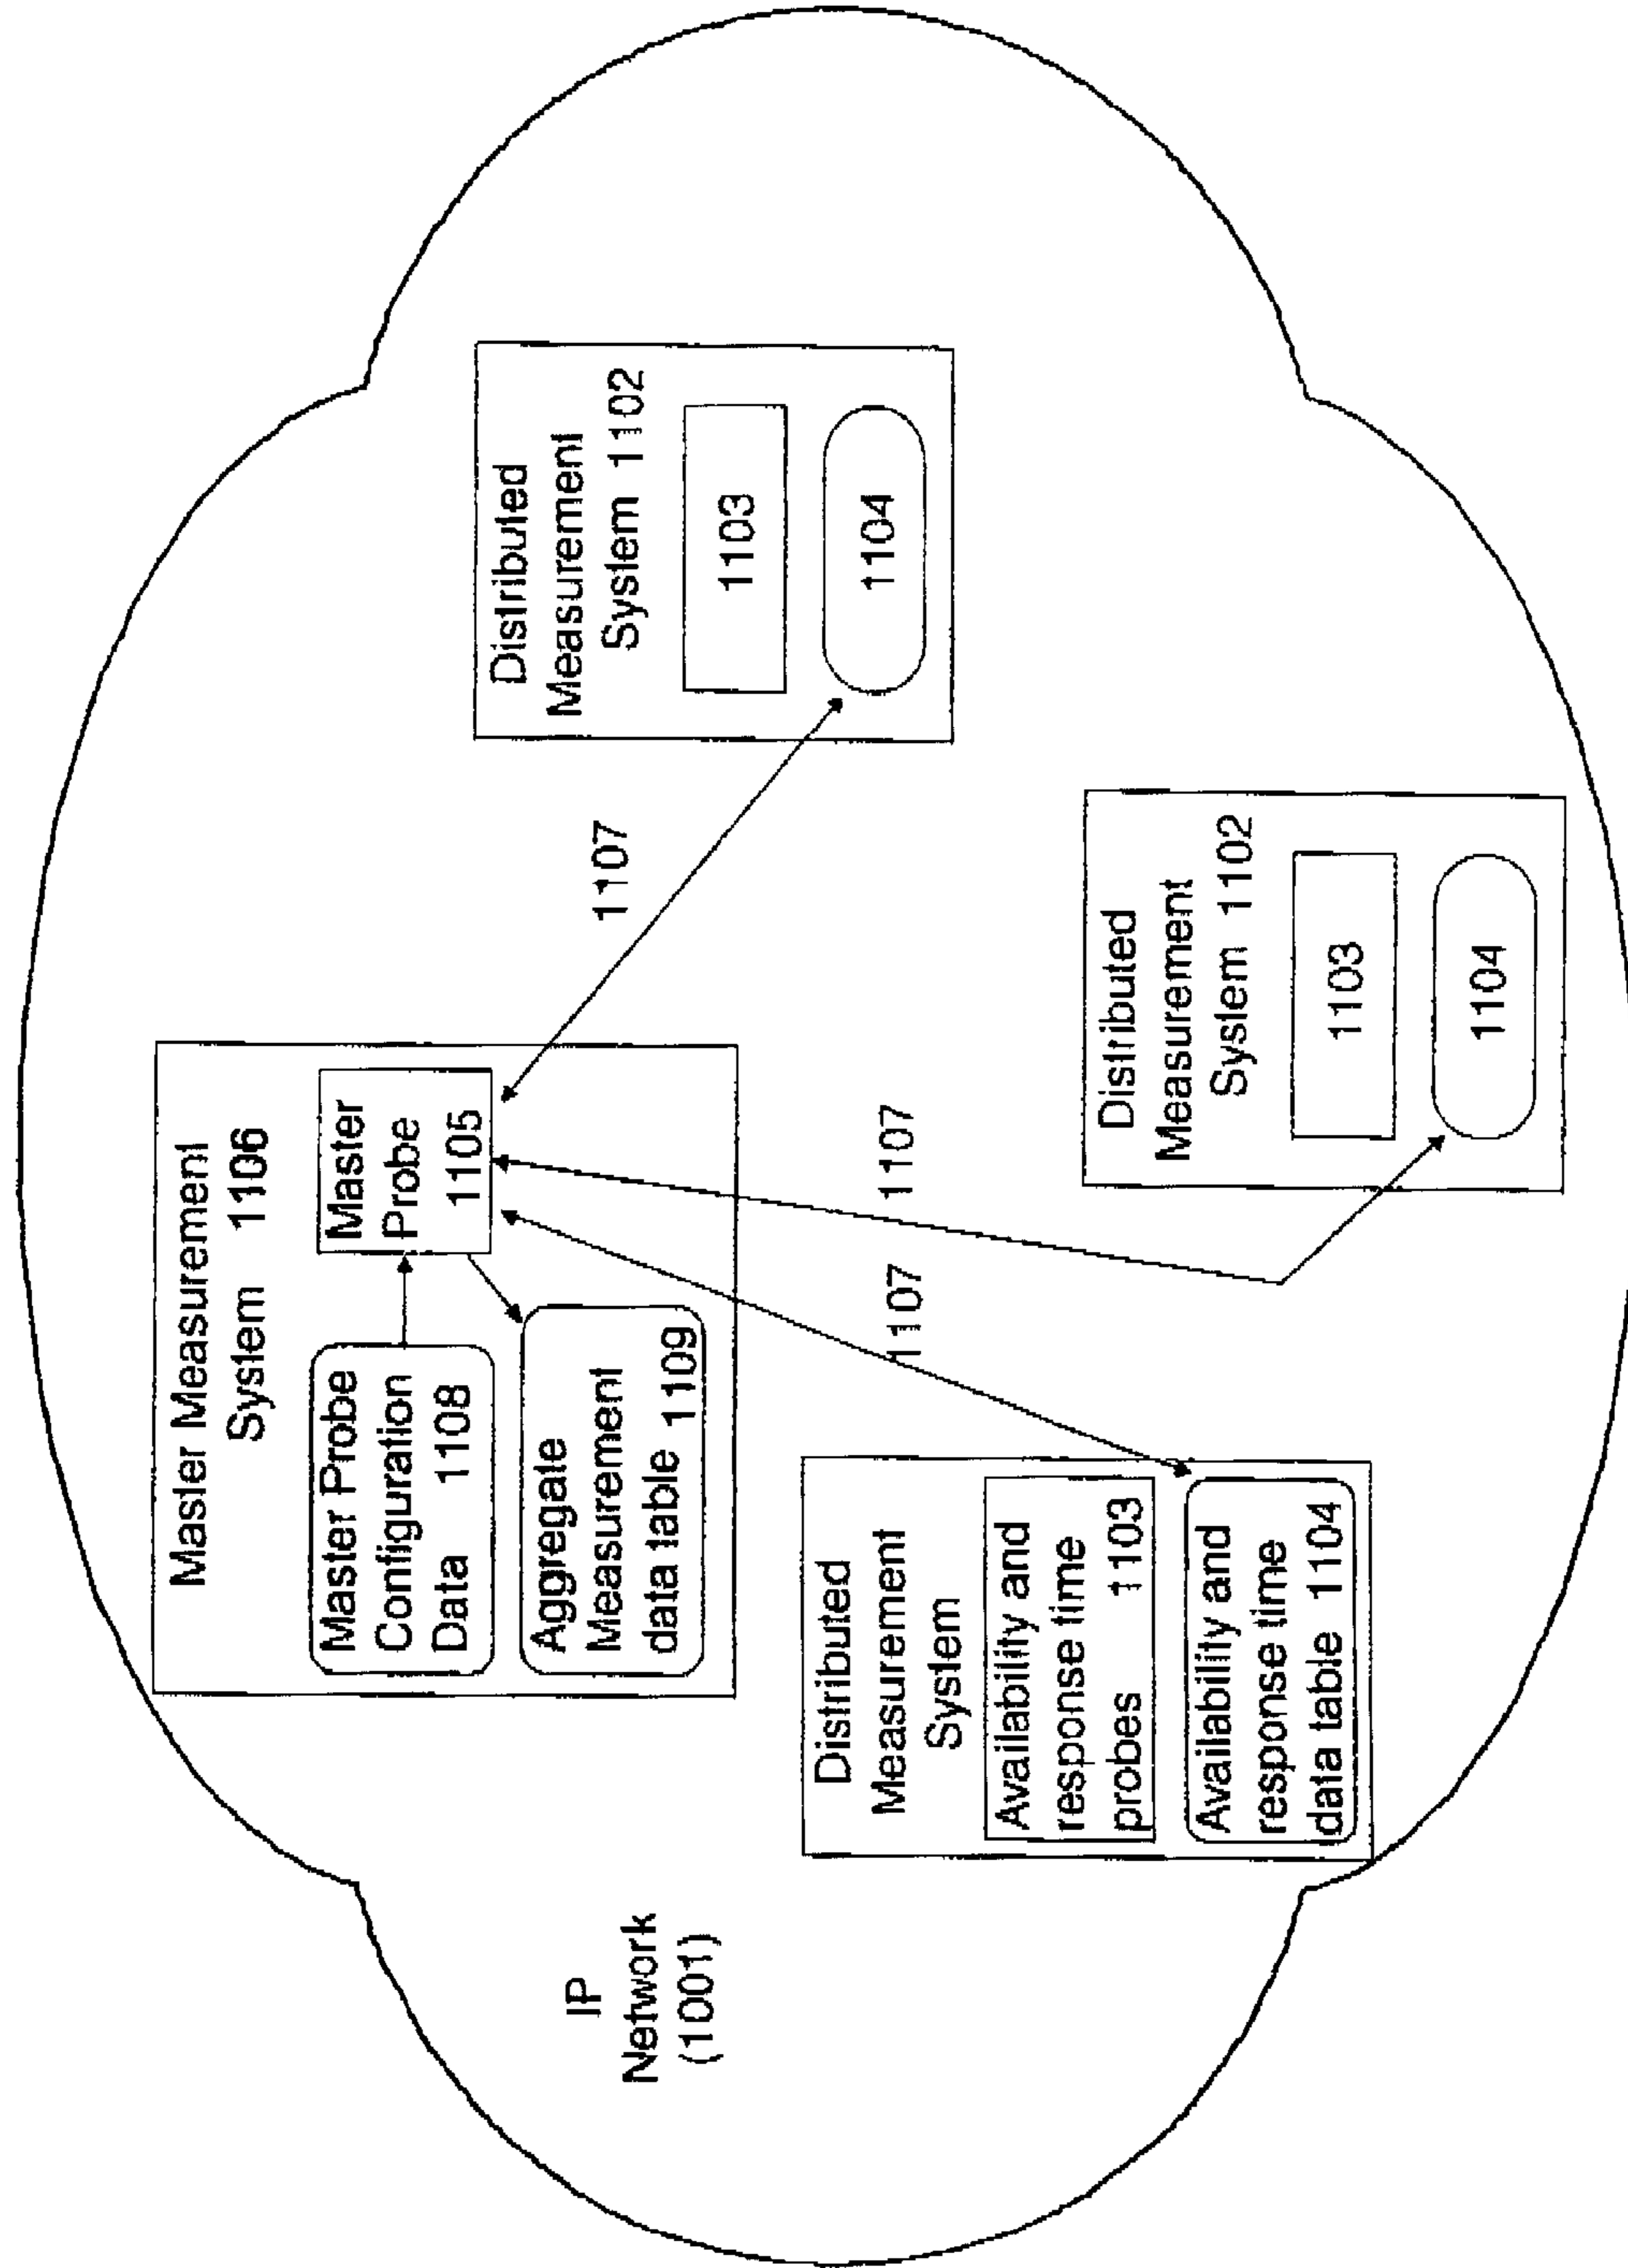 IP
Network
(1001)
Master Measurement
System 1106
Master Probe
Configuration
Data 1108
Master
Probe
1105
Aggregate
Measurement
data table 1109
Distributed
Measurement
System
Availability and
response time
probes 1103
Availability and
response time
data table 1104
1107
1107
1107
Distributed
Measurement
System 1102
1103
1104
Distributed
Measurement
System 1102
1103
1104